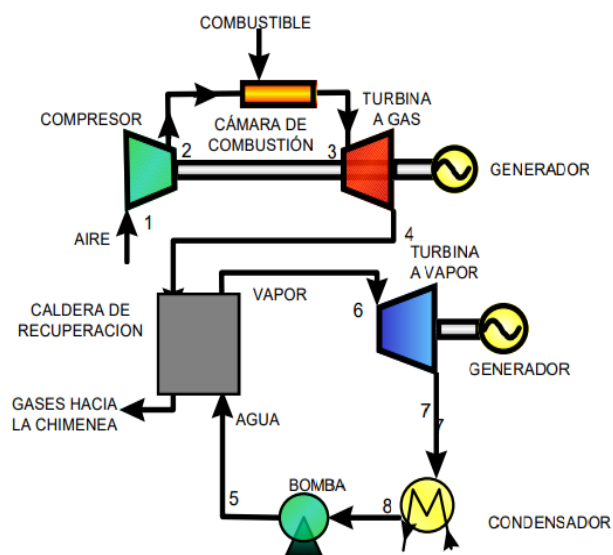 COMBUSTIBLE
COMPRESOR
TURBINA
A GAS
CÁMARA DE
COMBUSTIÓN
2
3
GENERADOR
1
AIRE
4
TURBINA
A VAPOR
VAPOR
CALDERA DE
RECUPERACION
6
GENERADOR
GASES HACIA
LA CHIMENEA
AGUA
7
7
BOMBA
5
8
CONDENSADOR